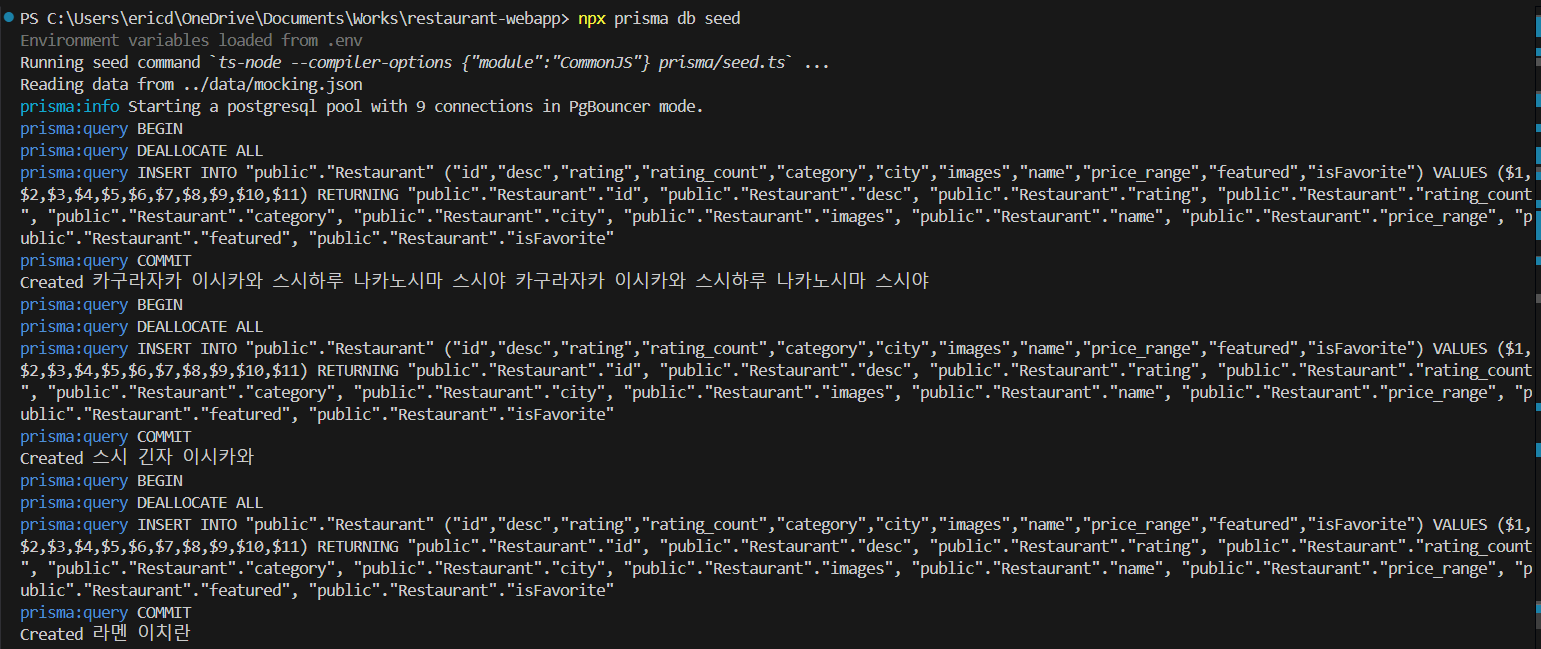 PS C:\Users\ericd\OneDrive\Documents\Works\restaurant-webapp> npx prisma db seed
Environment variables loaded from .env
Running seed command `ts-node --compiler-options {"module":"CommonJS"} prisma/seed.ts` ...
Reading data from ../data/mocking.json
prisma:info Starting a postgresql pool with 9 connections in PgBouncer mode.
prisma:query BEGIN
prisma:query DEALLOCATE ALL
prisma:query INSERT INTO "public"."Restaurant" ("id","desc","rating","rating_count","category","city","images","name","price_range","featured","isFavorite") VALUES ($1,
$2,$3,$4,$5,$6,$7,$8,$9,$10,$11) RETURNING "public"."Restaurant"."id", "public"."Restaurant"."desc", "public"."Restaurant"."rating", "public"."Restaurant"."rating_count
", "public"."Restaurant"."category", "public"."Restaurant"."city", "public"."Restaurant"."images", "public"."Restaurant"."name", "public"."Restaurant"."price_range", "p
ublic"."Restaurant"."featured", "public"."Restaurant"."isFavorite"
prisma:query COMMIT
Created 카구라자카 이시카와 스시하루 나카노시마 스시야 카구라자카 이시카와 스시하루 나카노시마 스시야
prisma:query BEGIN
prisma:query DEALLOCATE ALL
prisma:query INSERT INTO "public"."Restaurant" ("id","desc","rating","rating_count","category","city","images","name","price_range","featured","isFavorite") VALUES ($1,
$2,$3,$4,$5,$6,$7,$8,$9,$10,$11) RETURNING "public"."Restaurant"."id", "public"."Restaurant"."desc", "public"."Restaurant"."rating", "public"."Restaurant"."rating_count
", "public"."Restaurant"."category", "public"."Restaurant"."city", "public"."Restaurant"."images", "public"."Restaurant"."name", "public"."Restaurant"."price_range", "p
ublic"."Restaurant"."featured", "public"."Restaurant"."isFavorite"
prisma:query COMMIT
Created 스시 긴자 이시카와
prisma:query BEGIN
prisma:query DEALLOCATE ALL
prisma:query INSERT INTO "public"."Restaurant" ("id","desc","rating","rating_count","category","city","images","name","price_range","featured","isFavorite") VALUES ($1,
$2,$3,$4,$5,$6,$7,$8,$9,$10,$11) RETURNING "public"."Restaurant"."id", "public"."Restaurant"."desc", "public"."Restaurant"."rating", "public"."Restaurant"."rating_count
", "public"."Restaurant"."category", "public"."Restaurant"."city", "public"."Restaurant"."images", "public"."Restaurant"."name", "public"."Restaurant"."price_range", "p
ublic"."Restaurant"."featured", "public"."Restaurant"."isFavorite"
prisma:query COMMIT
Created 라멘 이치란